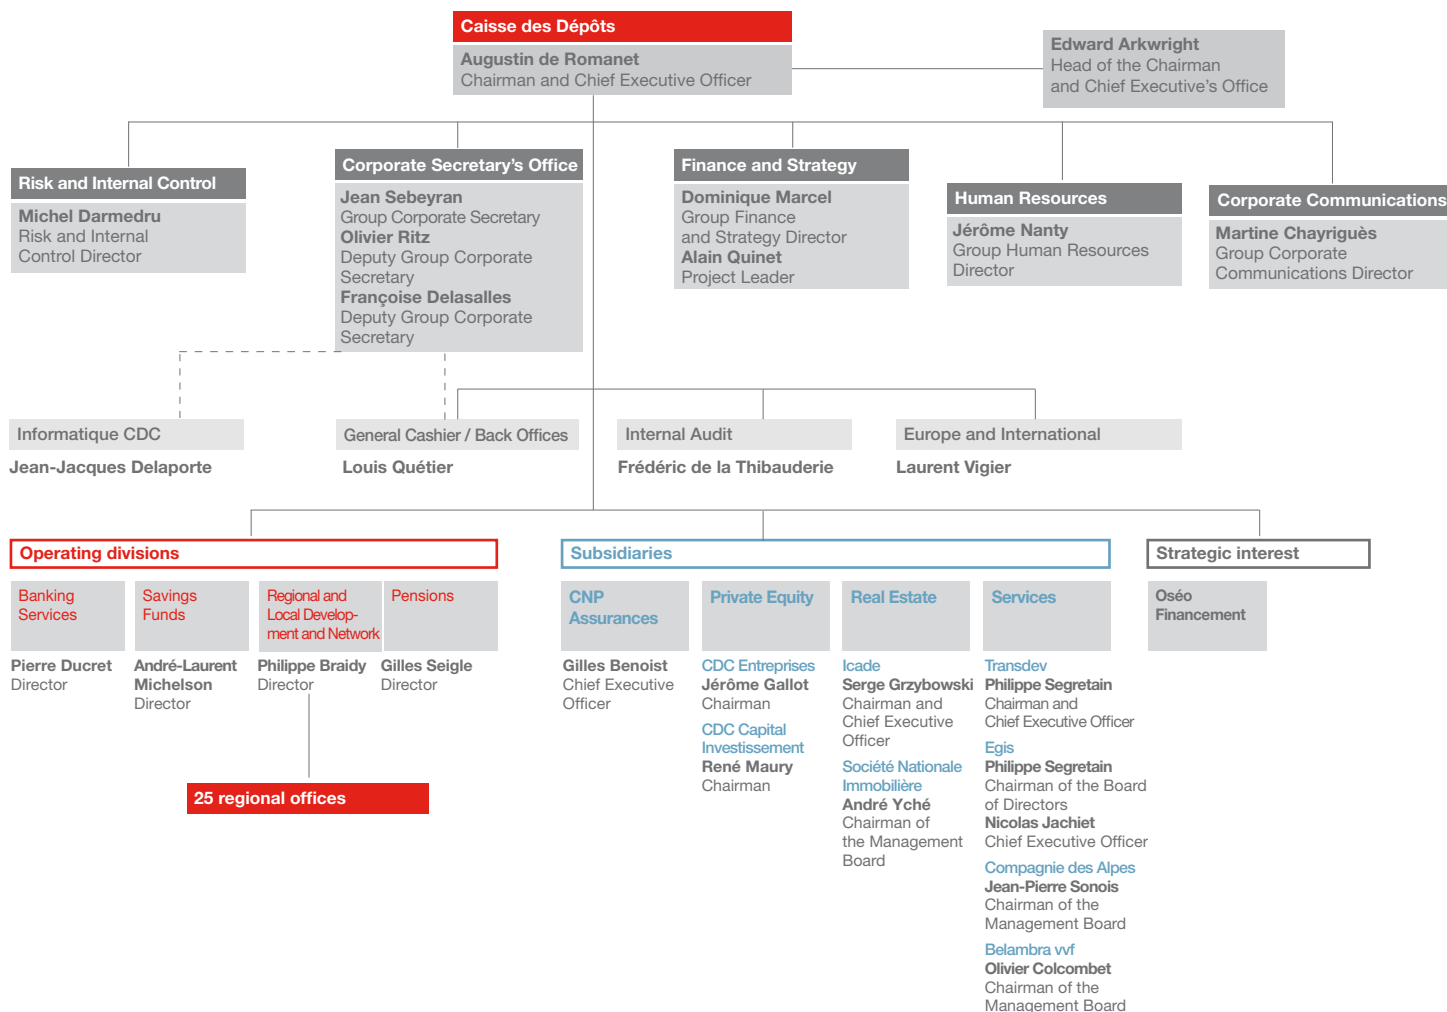 Caisse des Dépôts
Augustin de Romanet
Chairman and Chief Executive Officer
Edward Arkwright
Head of the Chairman
and Chief Executive's Office
Risk and Internal Control
Michel Darmedru
Risk and Internal
Control Director
Corporate Secretary's Office
Jean Sebeyran
Group Corporate Secretary
Olivier Ritz
Deputy Group Corporate
Secretary
Françoise Delasalles
Deputy Group Corporate
Secretary
Finance and Strategy
Dominique Marcel
Group Finance
and Strategy Director
Alain Quinet
Project Leader
Human Resources
Jérôme Nanty
Group Human Resources
Director
Corporate Communications
Martine Chayriguès
Group Corporate
Communications Director
Informatique CDC
Jean-Jacques Delaporte
General Cashier / Back Offices
Louis Quétier
Internal Audit
Frédéric de la Thibauderie
Europe and International
Laurent Vigier
Operating divisions
Banking
Services
Pierre Ducret
Director
Savings
Funds
André-Laurent
Michelson
Director
Regional and
Local Develop-
ment and Network
Philippe Braidy
Director
Pensions
Gilles Seigle
Director
25 regional offices
Subsidiaries
CNP
Assurances
Gilles Benoist
Chief Executive
Officer
Private Equity
CDC Entreprises
Jérôme Gallot
Chairman
CDC Capital
Investissement
René Maury
Chairman
Real Estate
Icade
Serge Grzybowski
Chairman and
Chief Executive
Officer
Société Nationale
Immobilière
André Yché
Chairman of
the Management
Board
Services
Transdev
Philippe Segretain
Chairman and
Chief Executive Officer
Egis
Philippe Segretain
Chairman of the Board
of Directors
Nicolas Jachiet
Chief Executive Officer
Compagnie des Alpes
Jean-Pierre Sonois
Chairman of the
Management Board
Belambra vvf
Olivier Colcombet
Chairman of the
Management Board
Strategic interest
Oséo
Financement